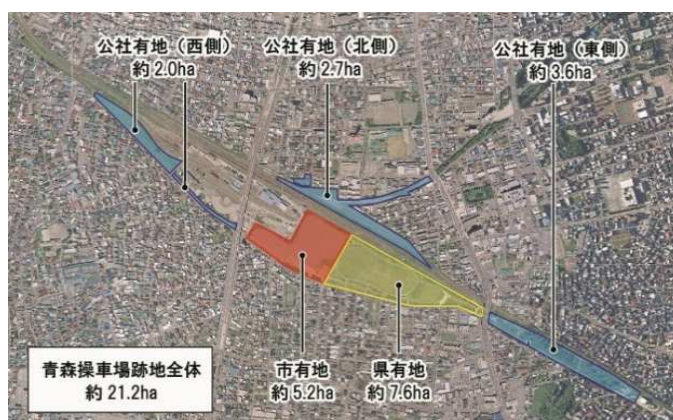 公社有地（西側）
約 2.0ha
公社有地（北側）
約 2.7ha
公社有地（東側）
約 3.6ha
青森操車場跡地全体
約 21.2ha
市有地
約 5.2ha
県有地
約 7.6ha